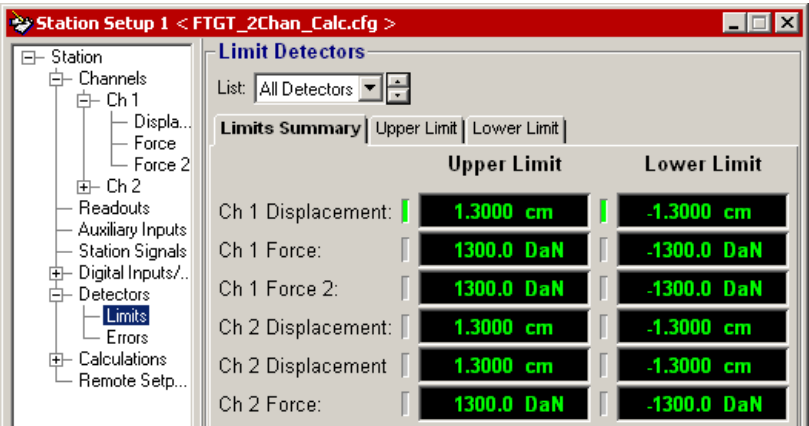 Station Setup 1 < FTGT_2Chan_Calc.cfg >
Station
Channels
Ch 1
Displa...
Force
Force 2
Ch 2
Readouts
Auxiliary Inputs
Station Signals
Digital Inputs/..
Detectors
Limits
Errors
Calculations
Remote Setp...
Limit Detectors
List: All Detectors
Limits Summary Upper Limit Lower Limit
Upper Limit Lower Limit
Ch 1 Displacement: 1.3000 cm -1.3000 cm
Ch 1 Force: 1300.0 DaN -1300.0 DaN
Ch 1 Force 2: 1300.0 DaN -1300.0 DaN
Ch 2 Displacement: 1.3000 cm -1.3000 cm
Ch 2 Displacement 1.3000 cm -1.3000 cm
Ch 2 Force: 1300.0 DaN -1300.0 DaN